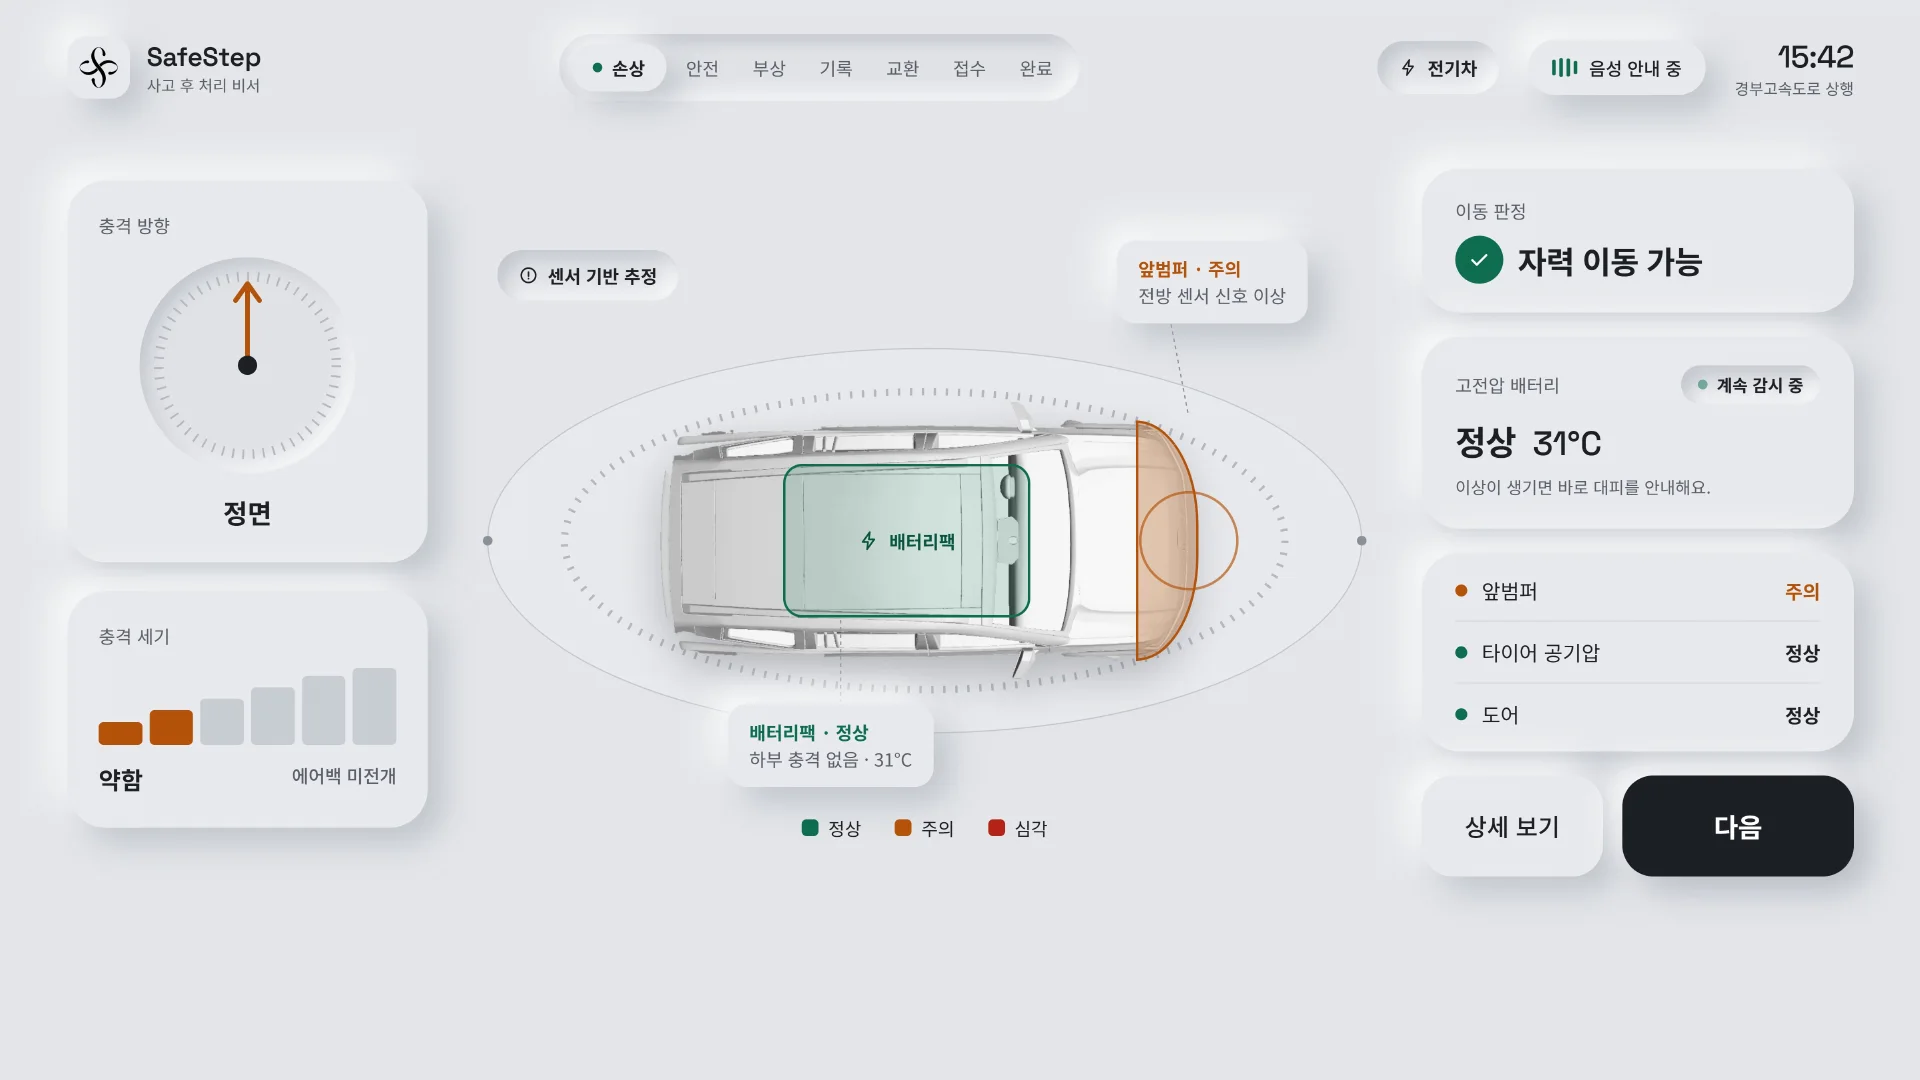 SafeStep
사고 후 처리 비서
손상
안전
부상
기록
교환
접수
완료
전기차
음성 안내 중
15:42
경부고속도로 상행
충격 방향
정면
충격 세기
약함
에어백 미전개
센서 기반 추정
앞범퍼 · 주의
전방 센서 신호 이상
배터리팩
배터리팩 · 정상
하부 충격 없음 · 31°C
정상
주의
심각
이동 판정
자력 이동 가능
고전압 배터리
계속 감시 중
정상 31°C
이상이 생기면 바로 대피를 안내해요.
앞범퍼
주의
타이어 공기압
정상
도어
정상
상세 보기
다음